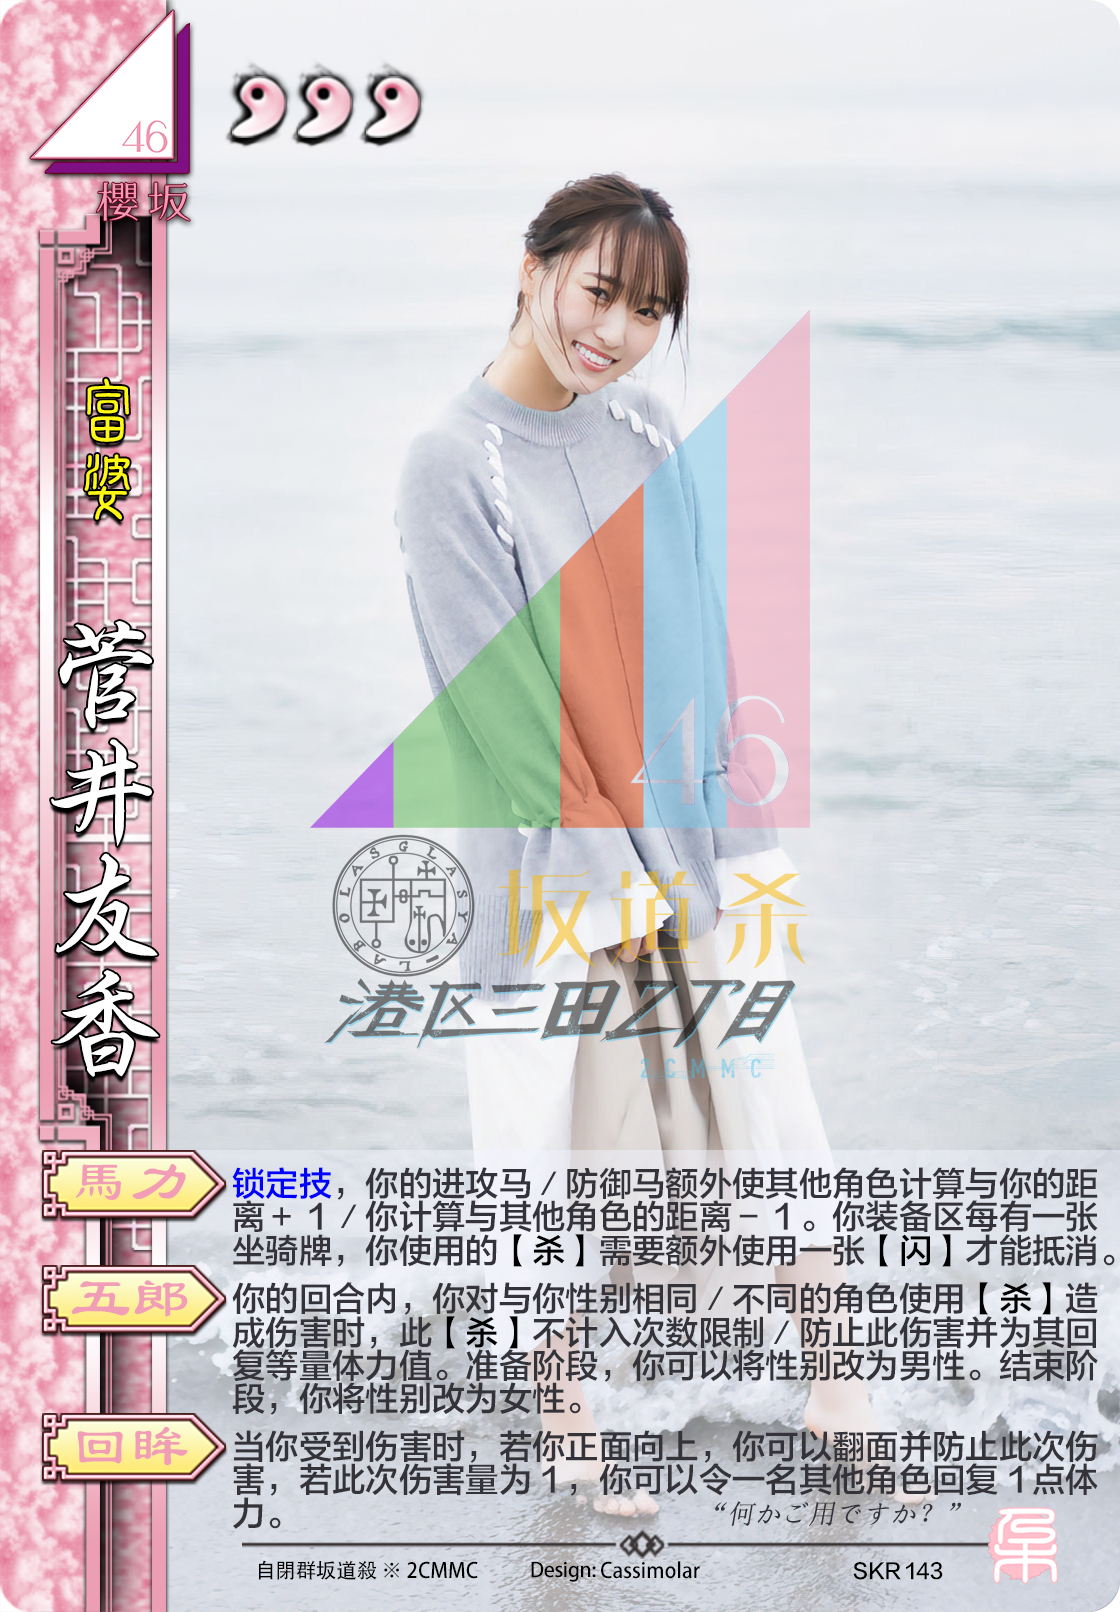 46
櫻坂
富婆
菅井友香
46
GLASYA-LABOLAS
坂道杀
港区三田2丁目
2CMMC
馬力
锁定技，你的进攻马／防御马额外使其他角色计算与你的距
离＋１／你计算与其他角色的距离－１。你装备区每有一张
坐骑牌，你使用的【杀】需要额外使用一张【闪】才能抵消。
五郎
你的回合内，你对与你性别相同／不同的角色使用【杀】造
成伤害时，此【杀】不计入次数限制／防止此伤害并为其回
复等量体力值。准备阶段，你可以将性别改为男性。结束阶
段，你将性别改为女性。
回眸
当你受到伤害时，若你正面向上，你可以翻面并防止此次伤
害，若此次伤害量为1，你可以令一名其他角色回复1点体
力。
“何かご用ですか？”
自閉群坂道殺 ※ 2CMMC
Design: Cassimolar
SKR143